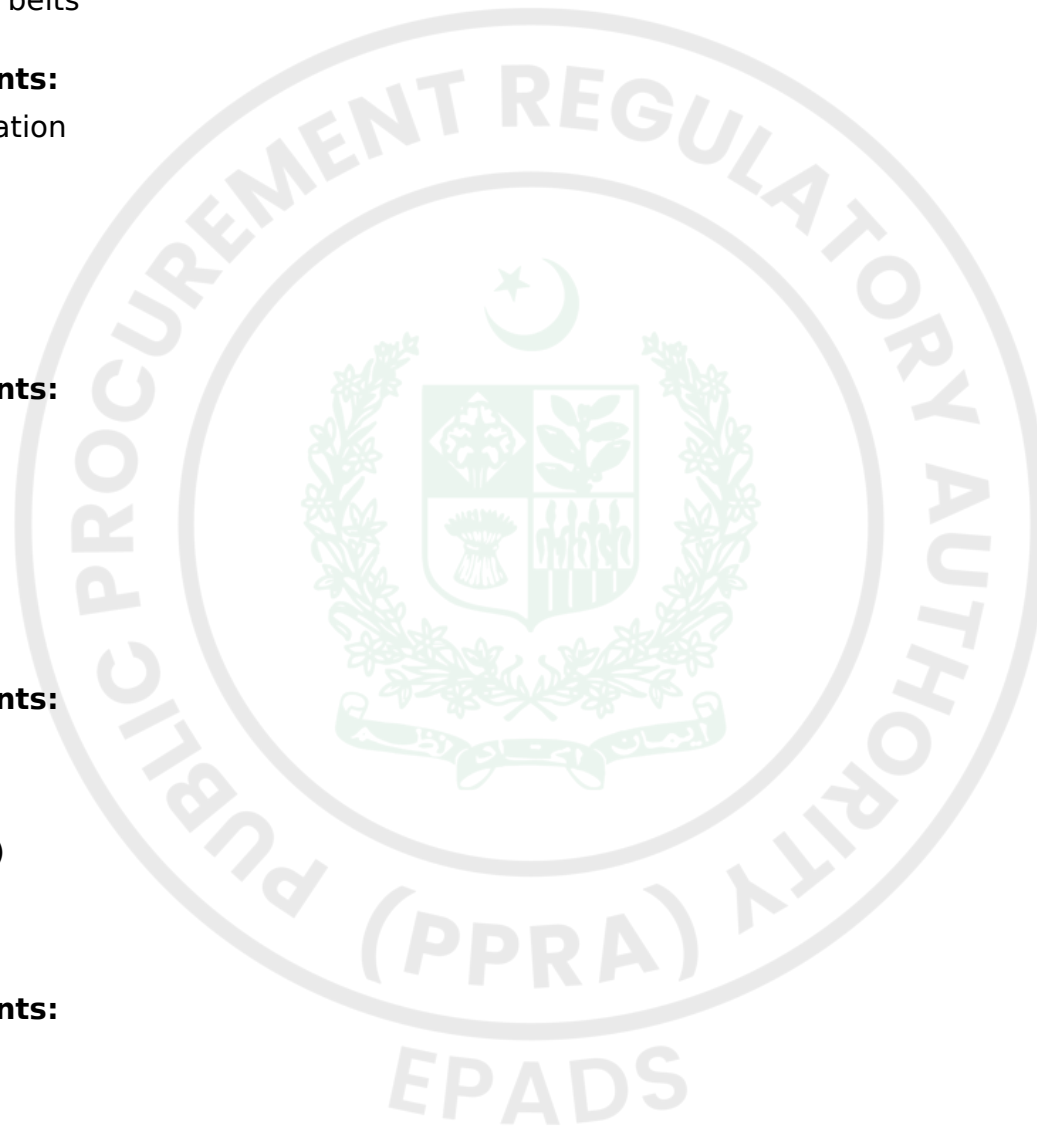 belts
nts:
ation
nts:
nts:
)
nts:
PUBLIC PROCUREMENT REGULATORY AUTHORITY
(PPRA)
EPADS